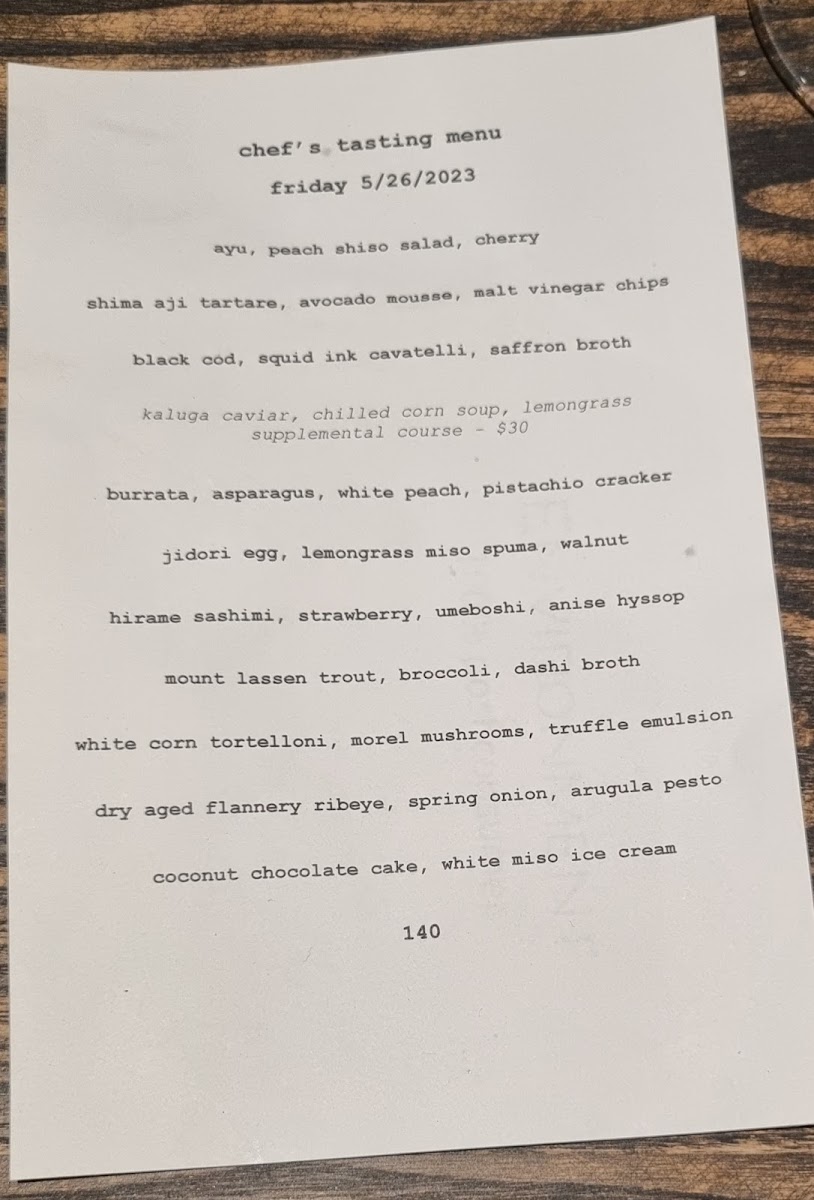 chef's tasting menu
friday 5/26/2023
ayu, peach shiso salad, cherry
shima aji tartare, avocado mousse, malt vinegar chips
black cod, squid ink cavatelli, saffron broth
kaluga caviar, chilled corn soup, lemongrass
supplemental course - $30
burrata, asparagus, white peach, pistachio cracker
jidori egg, lemongrass miso spuma, walnut
hirame sashimi, strawberry, umeboshi, anise hyssop
mount lassen trout, broccoli, dashi broth
white corn tortelloni, morel mushrooms, truffle emulsion
dry aged flannery ribeye, spring onion, arugula pesto
coconut chocolate cake, white miso ice cream
140